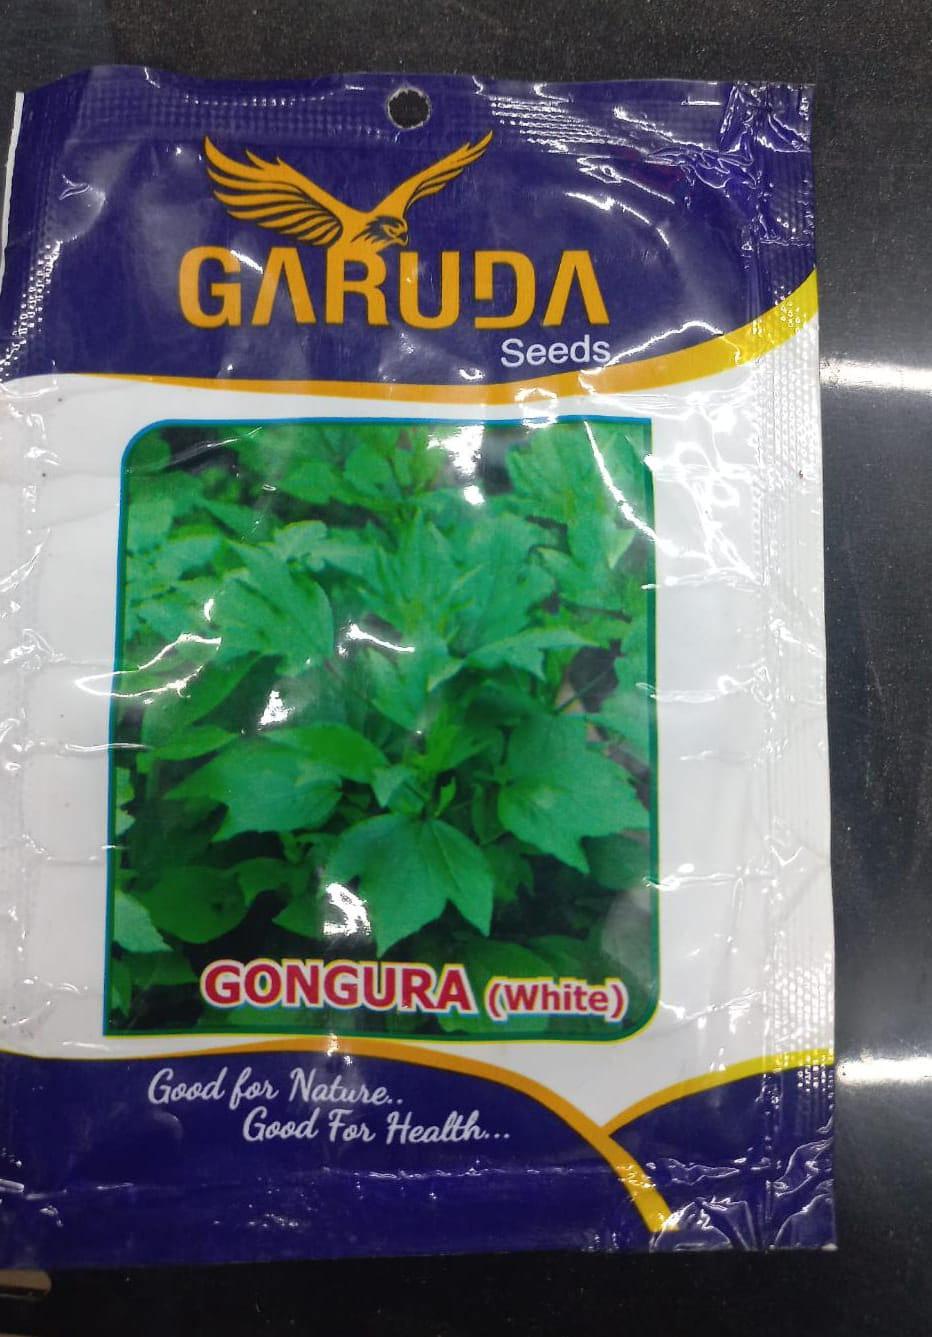 GARUDA
Seeds
GONGURA (White)
Good for Nature..
Good For Health...